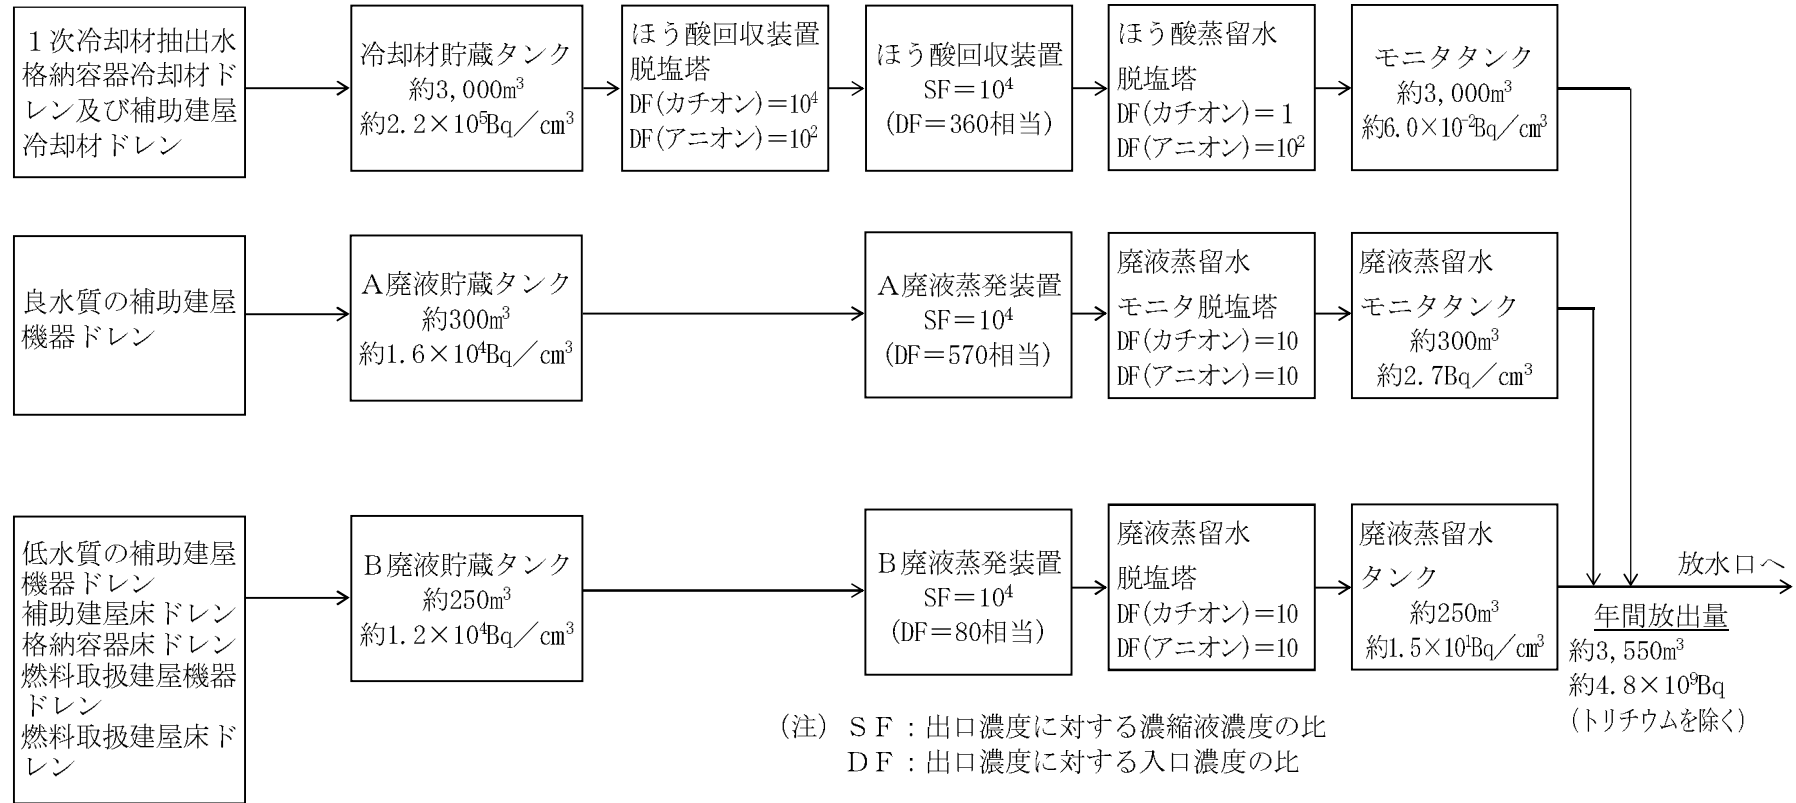 １次冷却材抽出水
格納容器冷却材ド
レン及び補助建屋
冷却材ドレン
冷却材貯蔵タンク
約3,000m³
約2.2×10⁵Bq／cm³
ほう酸回収装置
脱塩塔
DF(カチオン)＝10⁴
DF(アニオン)＝10²
ほう酸回収装置
SF＝10⁴
(DF＝360相当)
ほう酸蒸留水
脱塩塔
DF(カチオン)＝1
DF(アニオン)＝10²
モニタタンク
約3,000m³
約6.0×10⁻²Bq／cm³
良水質の補助建屋
機器ドレン
Ａ廃液貯蔵タンク
約300m³
約1.6×10⁴Bq／cm³
Ａ廃液蒸発装置
SF＝10⁴
(DF＝570相当)
廃液蒸留水
モニタ脱塩塔
DF(カチオン)＝10
DF(アニオン)＝10
廃液蒸留水
モニタタンク
約300m³
約2.7Bq／cm³
低水質の補助建屋
機器ドレン
補助建屋床ドレン
格納容器床ドレン
燃料取扱建屋機器
ドレン
燃料取扱建屋床ド
レン
Ｂ廃液貯蔵タンク
約250m³
約1.2×10⁴Bq／cm³
Ｂ廃液蒸発装置
SF＝10⁴
(DF＝80相当)
廃液蒸留水
脱塩塔
DF(カチオン)＝10
DF(アニオン)＝10
廃液蒸留水
タンク
約250m³
約1.5×10¹Bq／cm³
放水口へ
年間放出量
約3,550m³
約4.8×10⁹Bq
(トリチウムを除く)
(注) ＳＦ：出口濃度に対する濃縮液濃度の比
ＤＦ：出口濃度に対する入口濃度の比